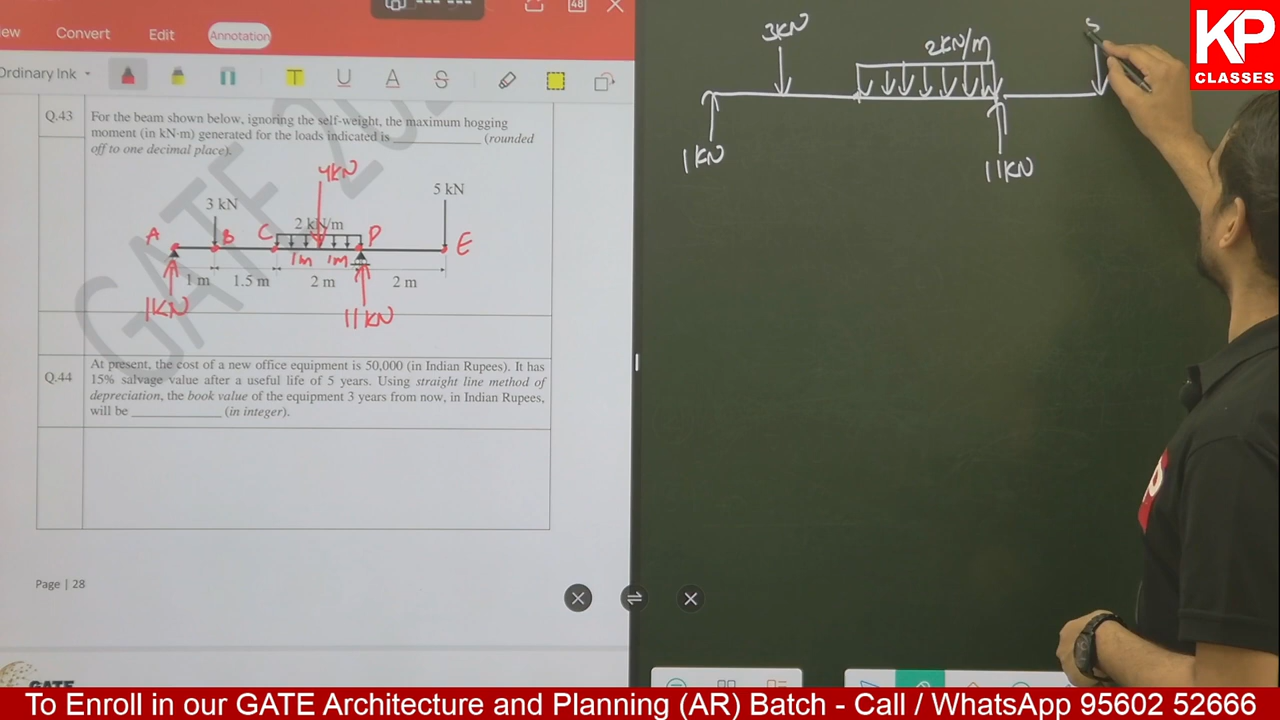 ew Convert Edit Annotation
48
Ordinary Ink
T U A S
Q.43 For the beam shown below, ignoring the self-weight, the maximum hogging
moment (in kN-m) generated for the loads indicated is ____________ (rounded
off to one decimal place).
4KN
3 kN
5 kN
2 kN/m
A B C P E
1m 1m
1 m 1.5 m 2 m 2 m
1KN
11KN
Q.44 At present, the cost of a new office equipment is 50,000 (in Indian Rupees). It has
15% salvage value after a useful life of 5 years. Using straight line method of
depreciation, the book value of the equipment 3 years from now, in Indian Rupees,
will be ____________ (in integer).
Page | 28
GATE
3KN
2KN/m
1KN
11KN
KP
CLASSES
To Enroll in our GATE Architecture and Planning (AR) Batch - Call / WhatsApp 95602 52666